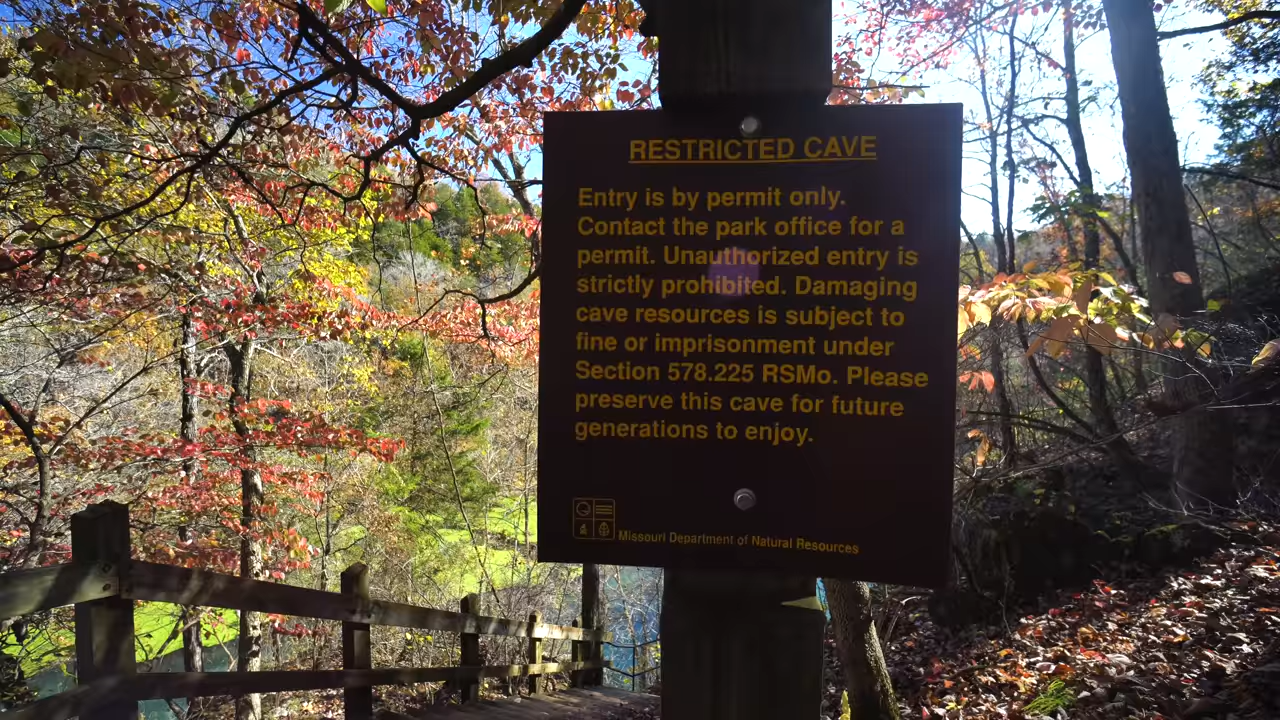 RESTRICTED CAVE
Entry is by permit only.
Contact the park office for a
permit. Unauthorized entry is
strictly prohibited. Damaging
cave resources is subject to
fine or imprisonment under
Section 578.225 RSMo. Please
preserve this cave for future
generations to enjoy.
Missouri Department of Natural Resources